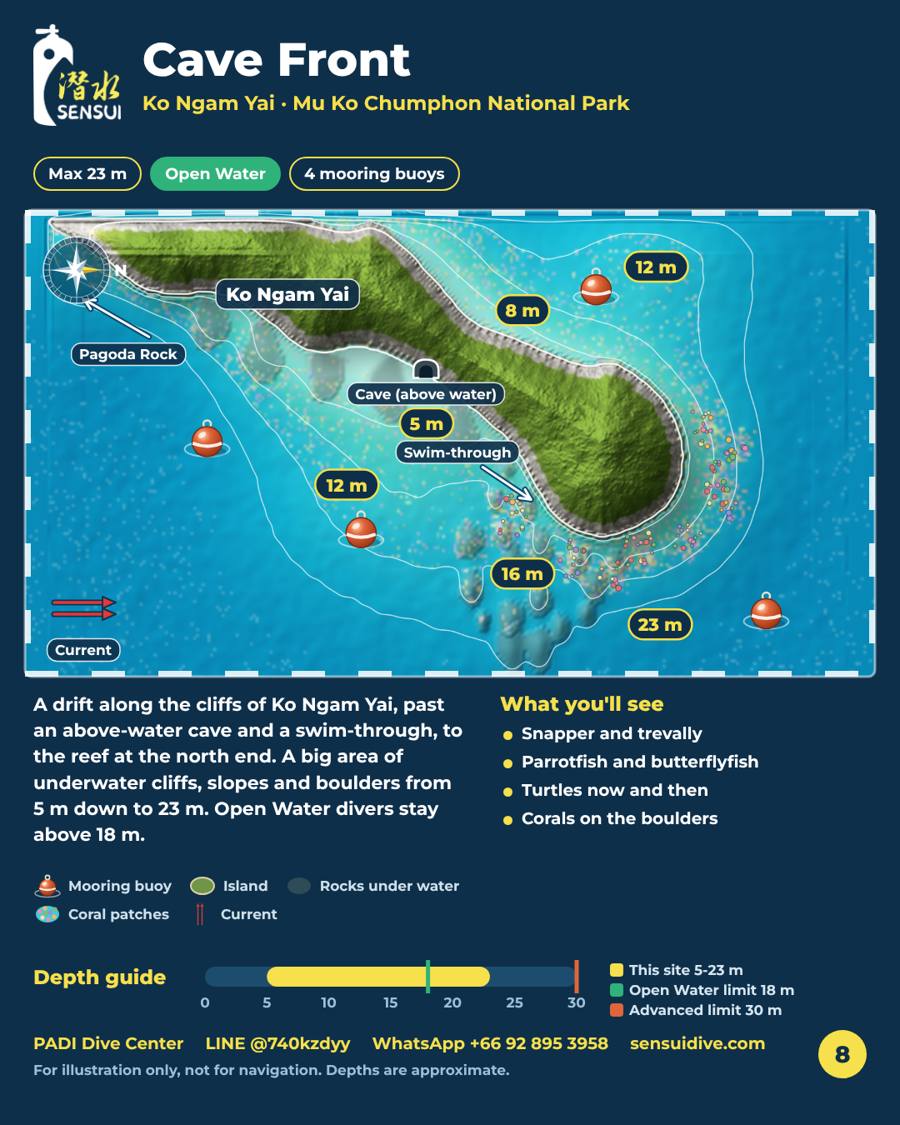 潜水
SENSUI
Cave Front
Ko Ngam Yai · Mu Ko Chumphon National Park
Max 23 m
Open Water
4 mooring buoys
N
12 m
Ko Ngam Yai
8 m
Pagoda Rock
Cave (above water)
5 m
Swim-through
12 m
16 m
23 m
Current
A drift along the cliffs of Ko Ngam Yai, past
an above-water cave and a swim-through, to
the reef at the north end. A big area of
underwater cliffs, slopes and boulders from
5 m down to 23 m. Open Water divers stay
above 18 m.
What you'll see
Snapper and trevally
Parrotfish and butterflyfish
Turtles now and then
Corals on the boulders
Mooring buoy
Island
Rocks under water
Coral patches
Current
Depth guide
0 5 10 15 20 25 30
This site 5-23 m
Open Water limit 18 m
Advanced limit 30 m
PADI Dive Center LINE @740kzdyy WhatsApp +66 92 895 3958 sensuidive.com
For illustration only, not for navigation. Depths are approximate.
8